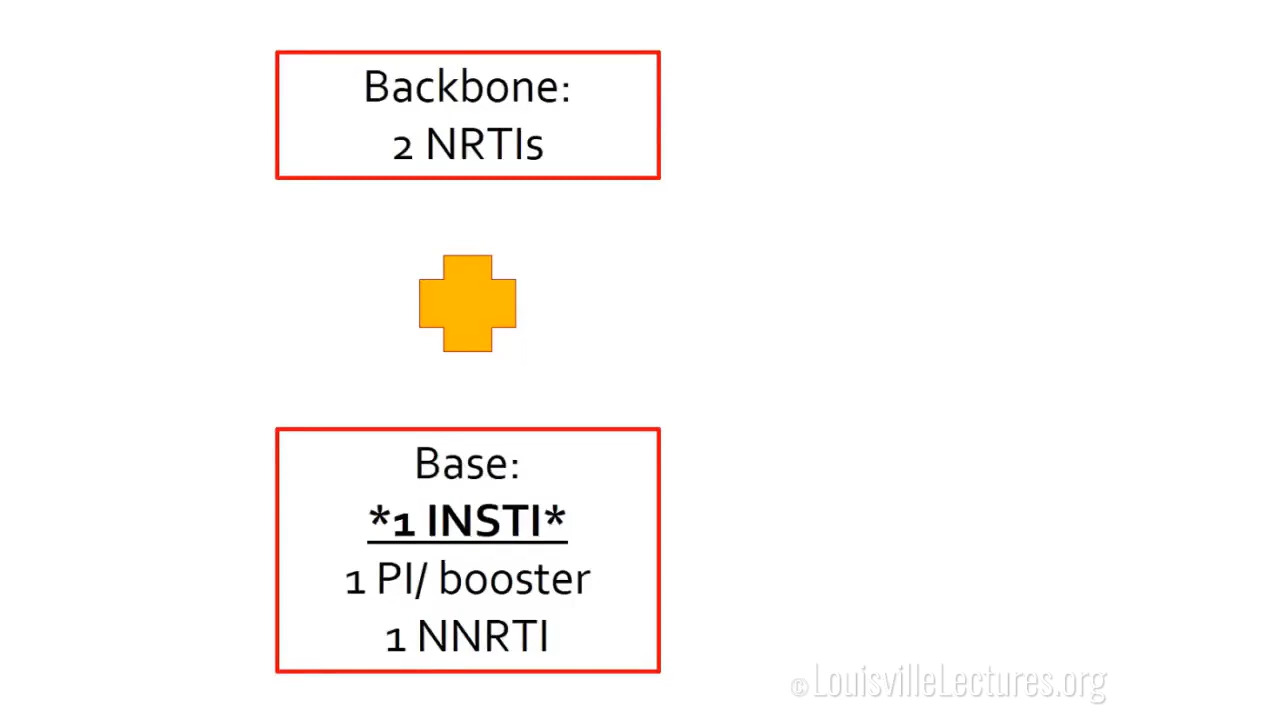 Backbone:
2 NRTIs
Base:
*1 INSTI*
1 PI/ booster
1 NNRTI
©LouisvilleLectures.org